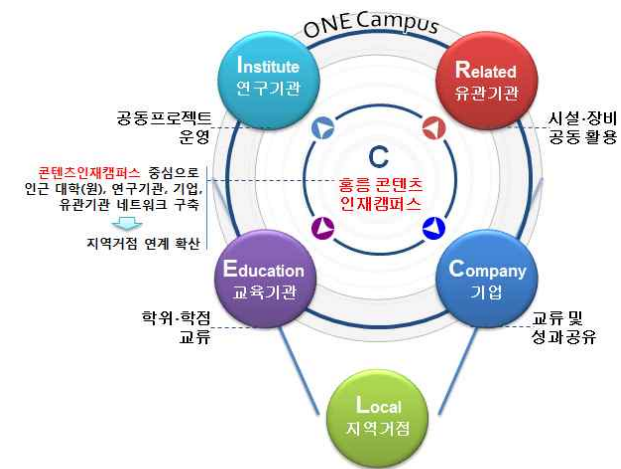 ONE Campus
Institute
연구기관
Related
유관기관
공동프로젝트
운영
시설·장비
공동 활용
C
홍릉 콘텐츠
인재캠퍼스
콘텐츠인재캠퍼스 중심으로
인근 대학(원), 연구기관, 기업,
유관기관 네트워크 구축
지역거점 연계 확산
Education
교육기관
Company
기업
학위·학점
교류
교류 및
성과공유
Local
지역거점